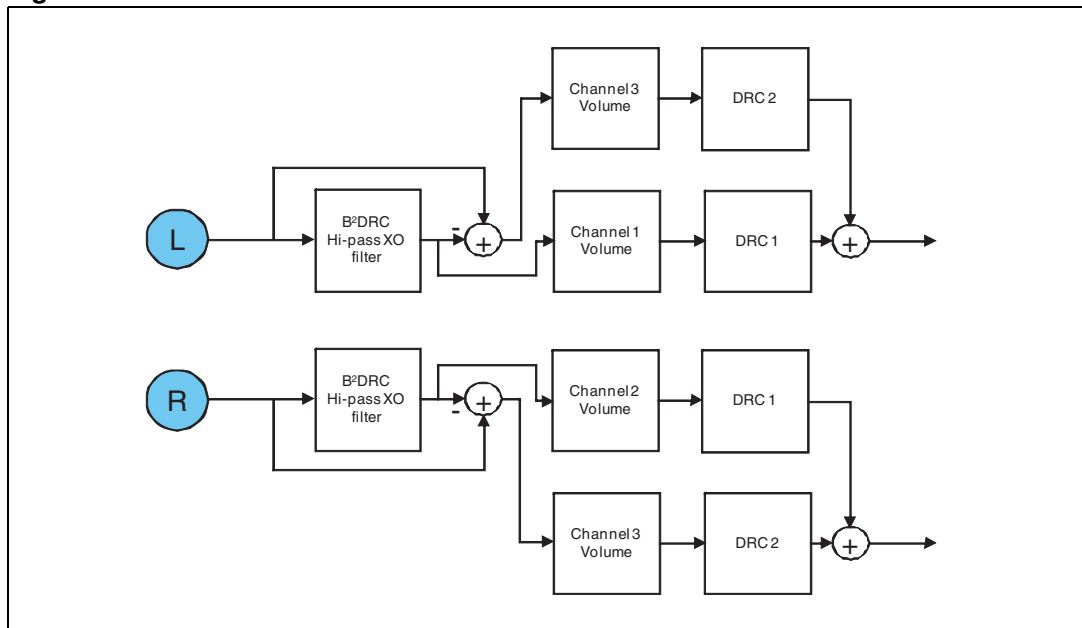 Channel 3
Volume
DRC 2
L
B²DRC
Hi-pass XO
filter
-
+
Channel 1
Volume
DRC 1
+
R
B²DRC
Hi-pass XO
filter
-
+
Channel 2
Volume
DRC 1
Channel 3
Volume
DRC 2
+